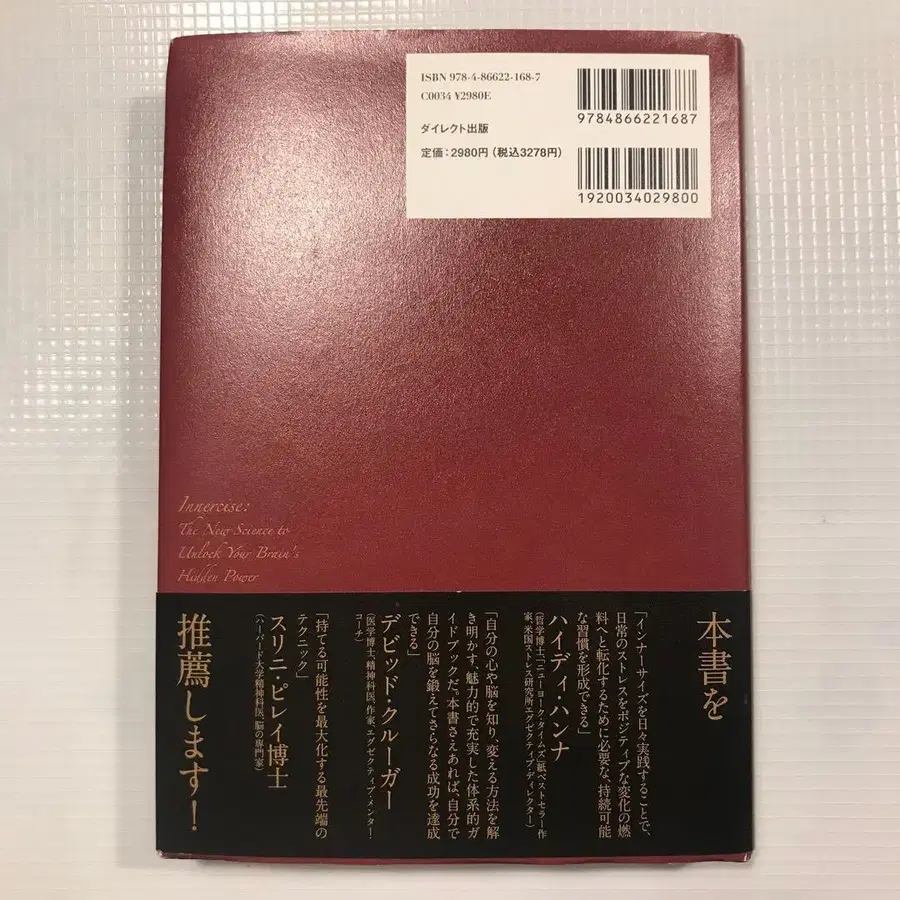 ISBN 978-4-86622-168-7
C0034 ¥2980E
ダイレクト出版
定価：2980円（税込3278円）
9784866221687
1920034029800
Innercise:
The New Science to
Unlock Your Brain's
Hidden Power
本書を
「インナーサイズを日々実践することで、
日常のストレスをポジティブな変化の燃
料へと転化するために必要な、持続可能
な習慣を形成できる」
ハイディ・ハンナ
（哲学博士、『ニューヨーク・タイムズ』紙ベストセラー作
家、米国ストレス研究所エグゼクティブ・ディレクター）
「自分の心や脳を知り、変える方法を解
き明かす、魅力的で充実した体系的ガ
イドブックだ。本書さえあれば、自分で
自分の脳を鍛えてさらなる成功を達成
できる」
デビッド・クルーガー
（医学博士、精神科医、作家、エグゼクティブ・メンター・
コーチ）
「持てる可能性を最大化する最先端の
テクニック」
スリニ・ピレイ博士
（ハーバード大学精神科医、脳の専門家）
推薦します！